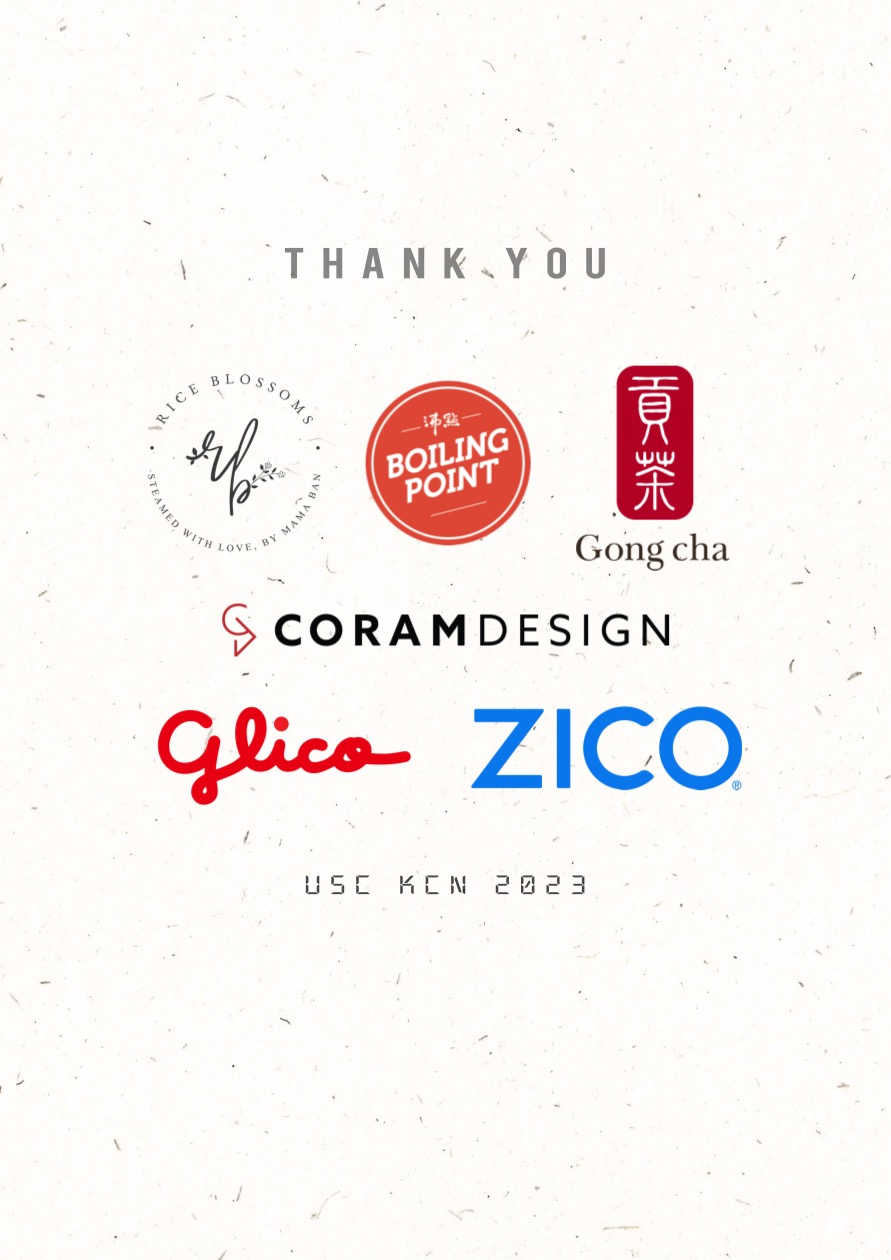 THANK YOU
RICE BLOSSOMS
rb
STEAMED WITH LOVE, BY MAMA BAN
沸點
BOILING
POINT
貢茶
Gong cha
CORAMDESIGN
Glico
ZICO®
USC KCN 2023